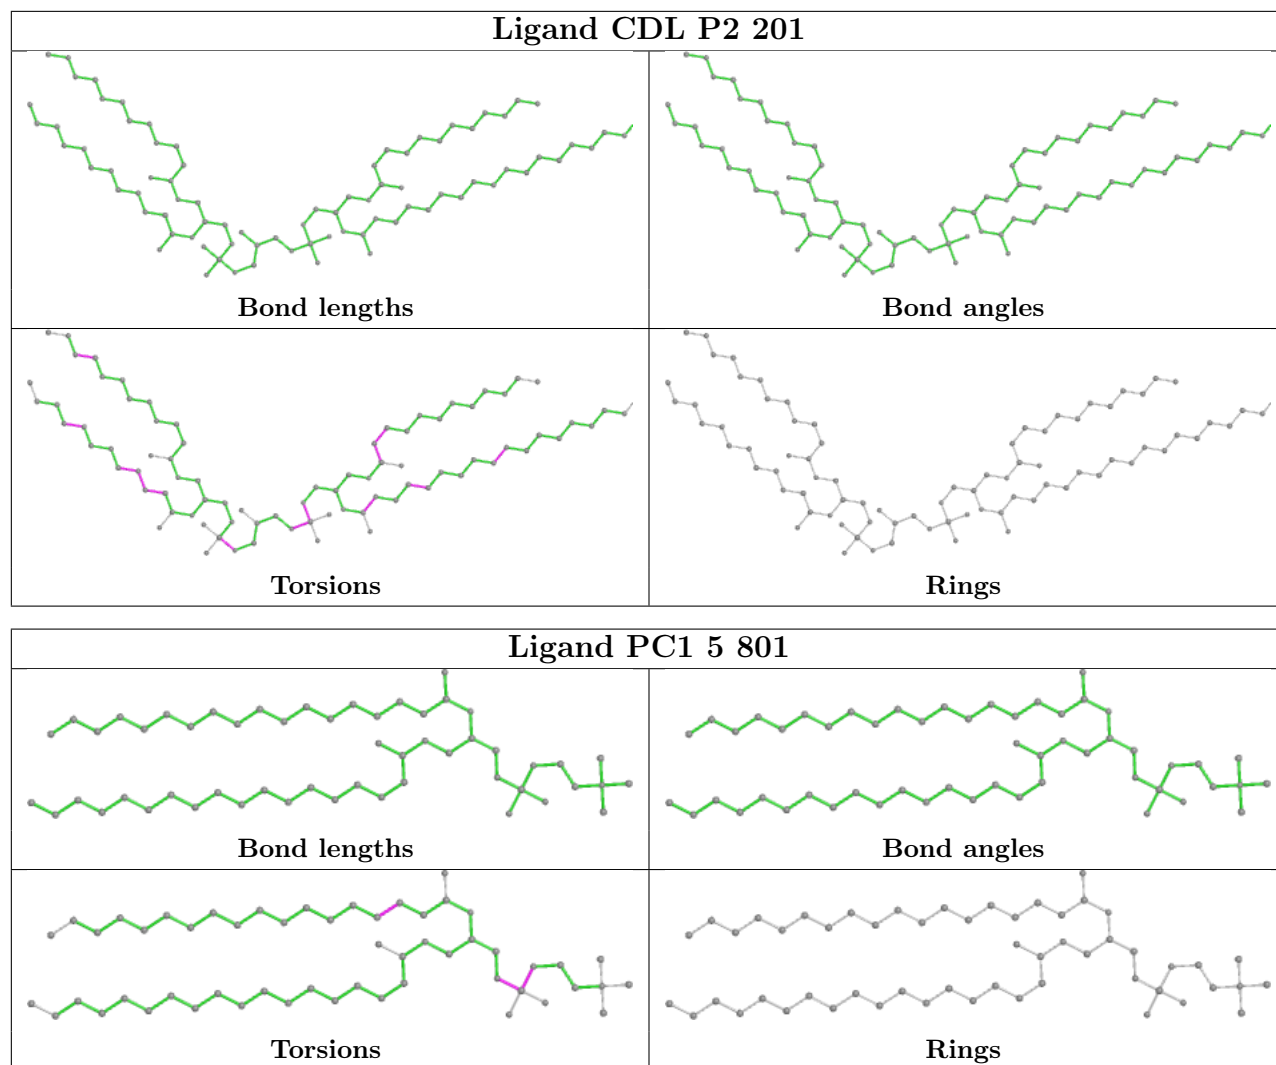 Ligand CDL P2 201
Bond lengths
Bond angles
Torsions
Rings
Ligand PC1 5 801
Bond lengths
Bond angles
Torsions
Rings